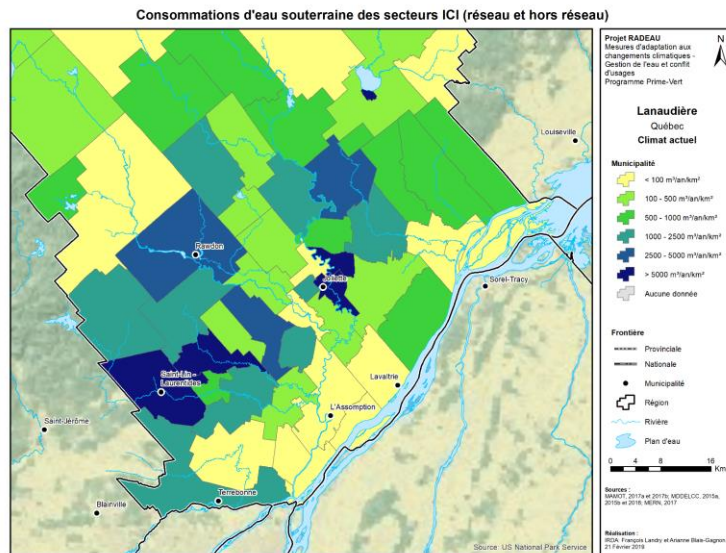 Consommations d'eau souterraine des secteurs ICI (réseau et hors réseau)
Projet RADEAU
Mesures d'adaptation aux
changements climatiques -
Gestion de l'eau et conflit
d'usages
Programme Prime-Vert
N
Lanaudière
Québec
Climat actuel
Municipalité
< 100 m³/an/km²
100 - 500 m³/an/km²
500 - 1000 m³/an/km²
1000 - 2500 m³/an/km²
2500 - 5000 m³/an/km²
> 5000 m³/an/km²
Aucune donnée
Frontière
Provinciale
Nationale
Municipalité
Région
Rivière
Plan d'eau
0 4 8 16
Km
Sources :
MAMOT, 2017a et 2017b; MDDELCC, 2015a,
2015b et 2016; MERN, 2017
Réalisation :
IRDA: François Landry et Arianne Blais-Gagnon
21 Février 2019
Louiseville
Rawdon
Joliette
Sorel-Tracy
Saint-Lin -
Laurentides
Lavaltrie
L'Assomption
Saint-Jérôme
Terrebonne
Blainville
Source: US National Park Service